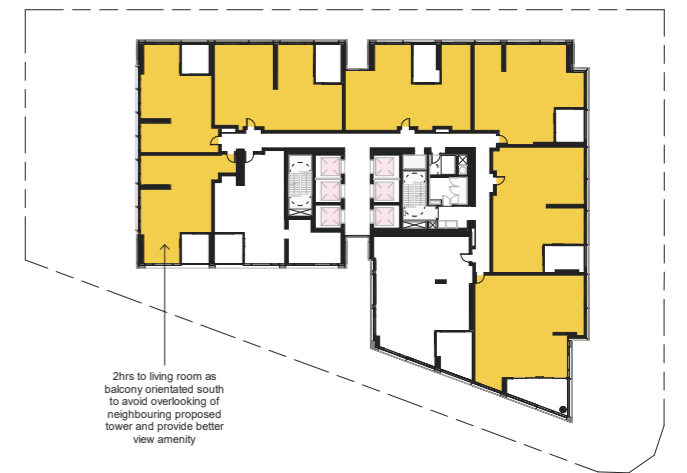 2hrs to living room as
balcony orientated south
to avoid overlooking of
neighbouring proposed
tower and provide better
view amenity